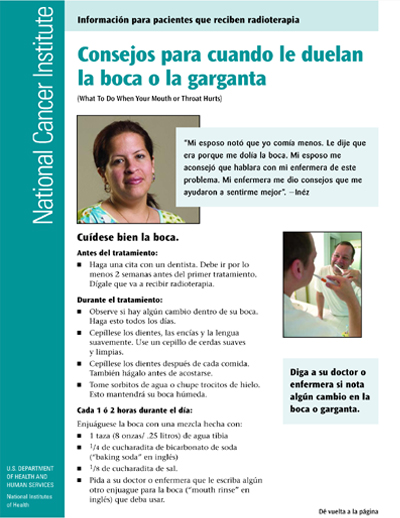 National Cancer Institute
Información para pacientes que reciben radioterapia
Consejos para cuando le duelan
la boca o la garganta
(What To Do When Your Mouth or Throat Hurts)
"Mi esposo notó que yo comía menos. Le dije que
era porque me dolía la boca. Mi esposo me
aconsejó que hablara con mi enfermera de este
problema. Mi enfermera me dio consejos que me
ayudaron a sentirme mejor". –Inéz
Cuídese bien la boca.
Antes del tratamiento:
■ Haga una cita con un dentista. Debe ir por lo
menos 2 semanas antes del primer tratamiento.
Dígale que va a recibir radioterapia.
Durante el tratamiento:
■ Observe si hay algún cambio dentro de su boca.
Haga esto todos los días.
■ Cepíllese los dientes, las encías y la lengua
suavemente. Use un cepillo de cerdas suaves
y limpias.
■ Cepíllese los dientes después de cada comida.
También hágalo antes de acostarse.
■ Tome sorbitos de agua o chupe trocitos de hielo.
Esto mantendrá su boca húmeda.
Cada 1 ó 2 horas durante el día:
Enjuáguese la boca con una mezcla hecha con:
■ 1 taza (8 onzas/ .25 litros) de agua tibia
■ 1/4 de cucharadita de bicarbonato de soda
("baking soda" en inglés)
■ 1/8 de cucharadita de sal.
■ Pida a su doctor o enfermera que le escriba algún
otro enjuague para la boca ("mouth rinse" en
inglés) que deba usar.
Diga a su doctor o
enfermera si nota
algún cambio en la
boca o garganta.
U.S. DEPARTMENT
OF HEALTH AND
HUMAN SERVICES
National Institutes
of Health
Dé vuelta a la página